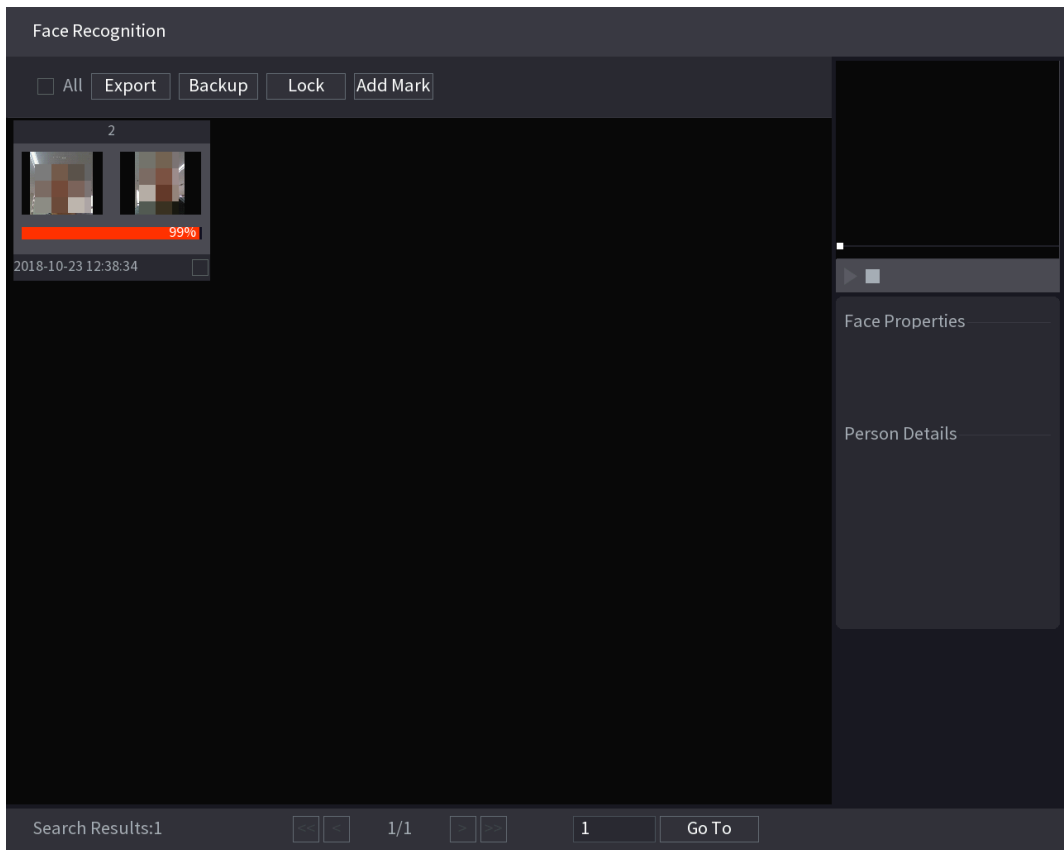 Face Recognition
All Export Backup Lock Add Mark
2
99%
2018-10-23 12:38:34
Face Properties
Person Details
Search Results:1 << < 1/1 > >> 1 Go To